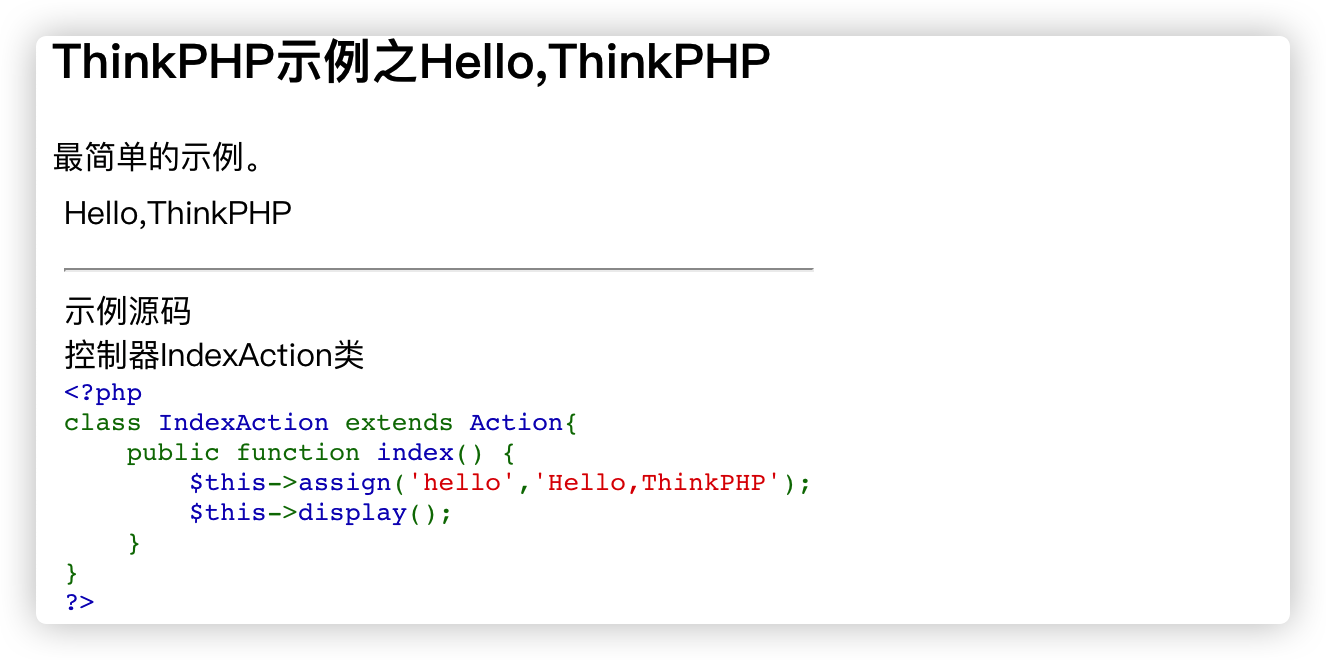 ThinkPHP示例之Hello,ThinkPHP
最简单的示例。
Hello,ThinkPHP
示例源码
控制器IndexAction类
<?php
class IndexAction extends Action{
    public function index() {
        $this->assign('hello','Hello,ThinkPHP');
        $this->display();
    }
}
?>